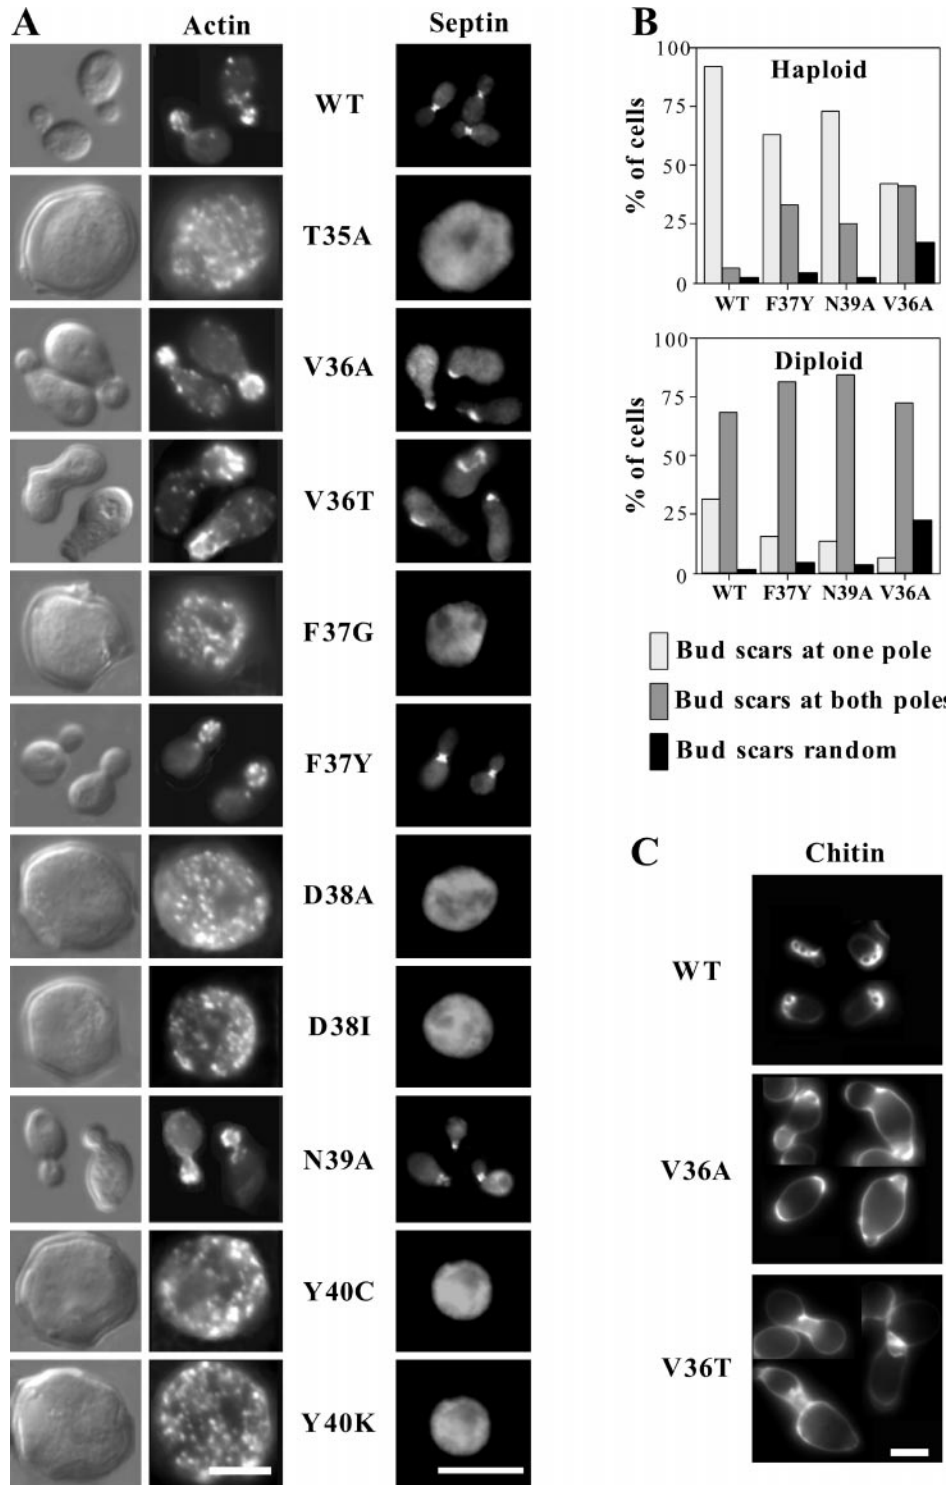 A
Actin
Septin
WT
T35A
V36A
V36T
F37G
F37Y
D38A
D38I
N39A
Y40C
Y40K
B
100
75
50
25
0
% of cells
Haploid
WT F37Y N39A V36A
100
75
50
25
0
% of cells
Diploid
WT F37Y N39A V36A
Bud scars at one pole
Bud scars at both poles
Bud scars random
C
Chitin
WT
V36A
V36T